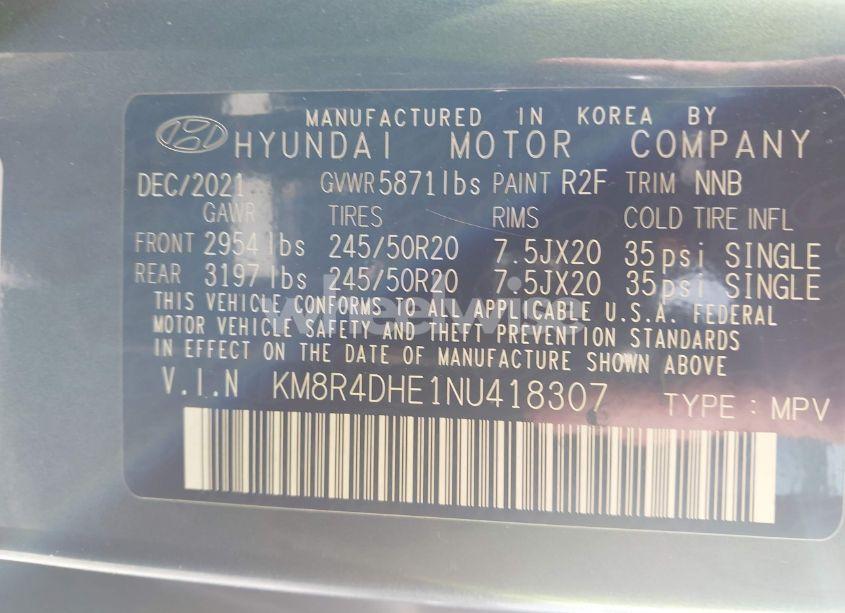 MANUFACTURED IN KOREA BY
HYUNDAI MOTOR COMPANY
DEC/2021 GVWR 5871lbs PAINT R2F TRIM NNB
GAWR TIRES RIMS COLD TIRE INFL
FRONT 2954 lbs 245/50R20 7.5JX20 35psi SINGLE
REAR 3197 lbs 245/50R20 7.5JX20 35psi SINGLE
THIS VEHICLE CONFORMS TO ALL APPLICABLE U.S.A. FEDERAL
MOTOR VEHICLE SAFETY AND THEFT PREVENTION STANDARDS
IN EFFECT ON THE DATE OF MANUFACTURE SHOWN ABOVE
V.I.N KM8R4DHE1NU418307 TYPE : MPV